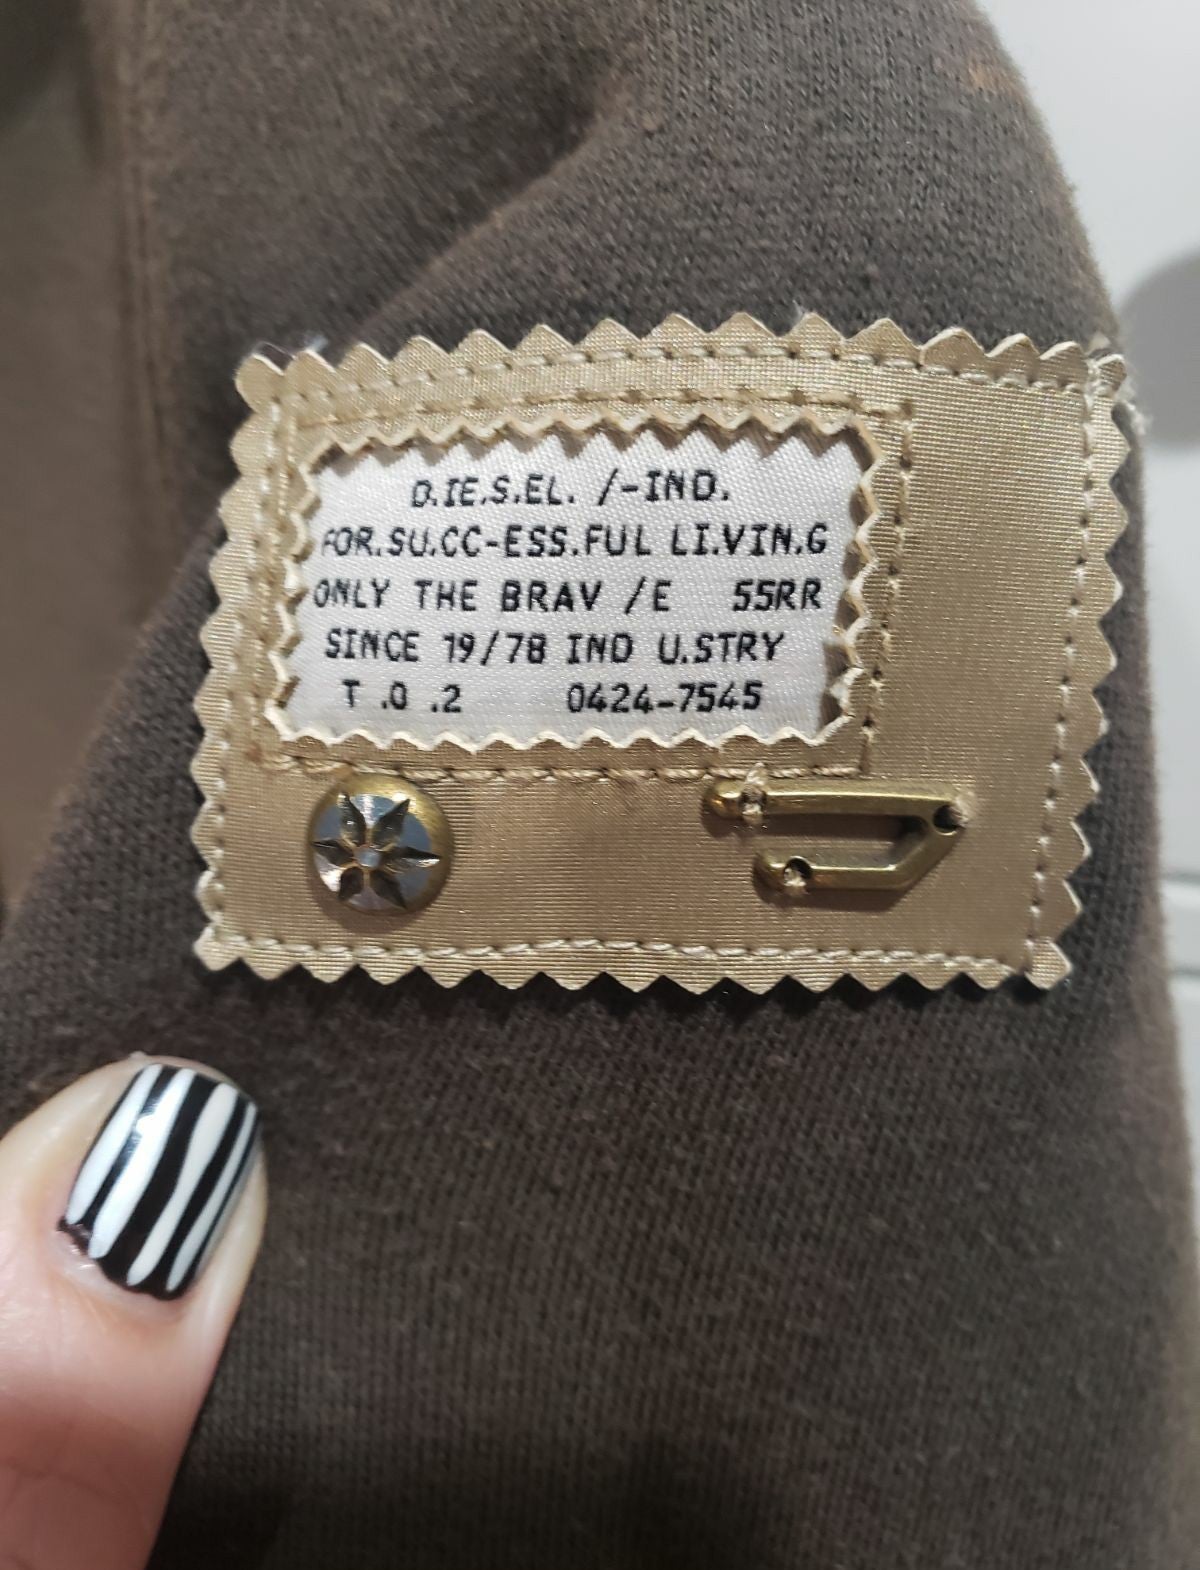 D.IE.S.EL. /-IND.
FOR.SU.CC-ESS.FUL LI.VIN.G
ONLY THE BRAV /E 55RR
SINCE 19/78 IND U.STRY
T .0 .2 0424-7545